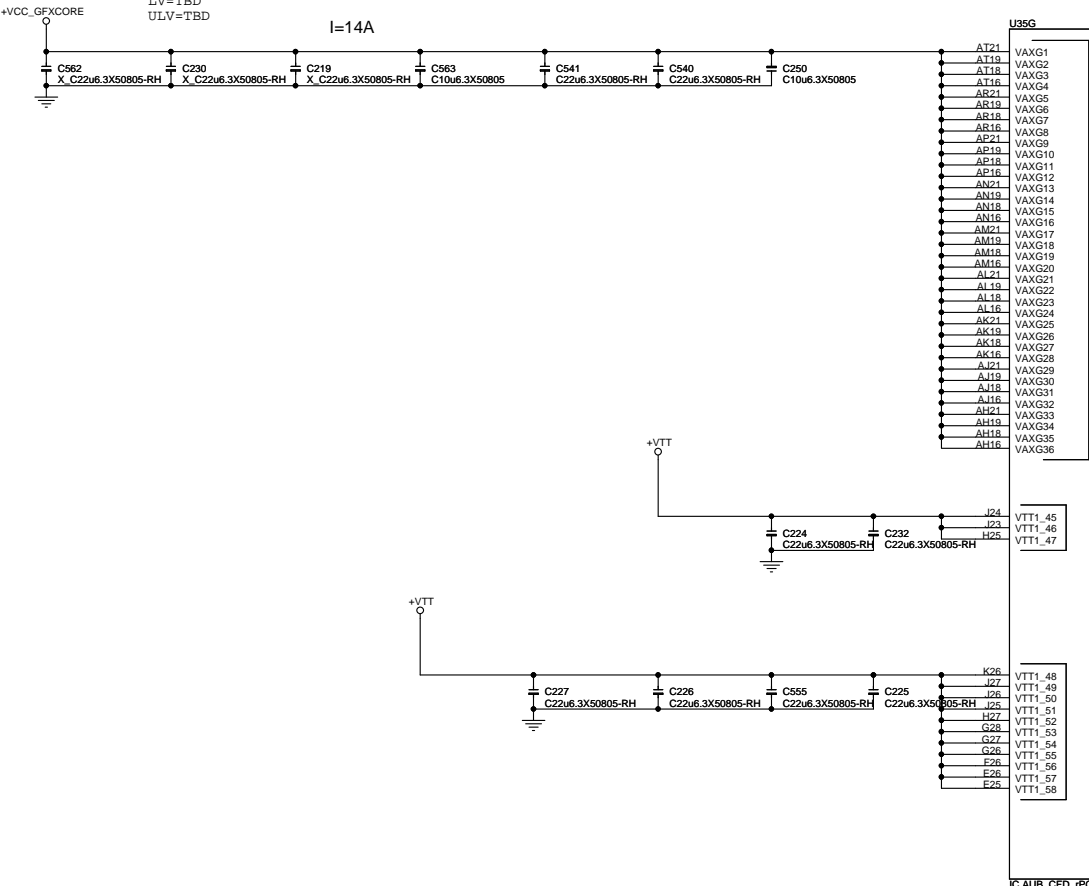 LV=TBD
+VCC_GFXCORE
ULV=TBD
I=14A
U35G
C562
X_C22u6.3X50805-RH
C230
X_C22u6.3X50805-RH
C219
X_C22u6.3X50805-RH
C563
C10u6.3X50805
C541
C22u6.3X50805-RH
C540
C22u6.3X50805-RH
C250
C10u6.3X50805
AT21 VAXG1
AT19 VAXG2
AT18 VAXG3
AT16 VAXG4
AR21 VAXG5
AR19 VAXG6
AR18 VAXG7
AR16 VAXG8
AP21 VAXG9
AP19 VAXG10
AP18 VAXG11
AP16 VAXG12
AN21 VAXG13
AN19 VAXG14
AN18 VAXG15
AN16 VAXG16
AM21 VAXG17
AM19 VAXG18
AM18 VAXG19
AM16 VAXG20
AL21 VAXG21
AL19 VAXG22
AL18 VAXG23
AL16 VAXG24
AK21 VAXG25
AK19 VAXG26
AK18 VAXG27
AK16 VAXG28
AJ21 VAXG29
AJ19 VAXG30
AJ18 VAXG31
AJ16 VAXG32
AH21 VAXG33
AH19 VAXG34
AH18 VAXG35
AH16 VAXG36
+VTT
C224
C22u6.3X50805-RH
C232
C22u6.3X50805-RH
J24 VTT1_45
J23 VTT1_46
H25 VTT1_47
+VTT
C227
C22u6.3X50805-RH
C226
C22u6.3X50805-RH
C555
C22u6.3X50805-RH
C225
C22u6.3X50805-RH
K26 VTT1_48
J27 VTT1_49
J26 VTT1_50
J25 VTT1_51
H27 VTT1_52
G28 VTT1_53
G27 VTT1_54
G26 VTT1_55
F26 VTT1_56
E26 VTT1_57
E25 VTT1_58